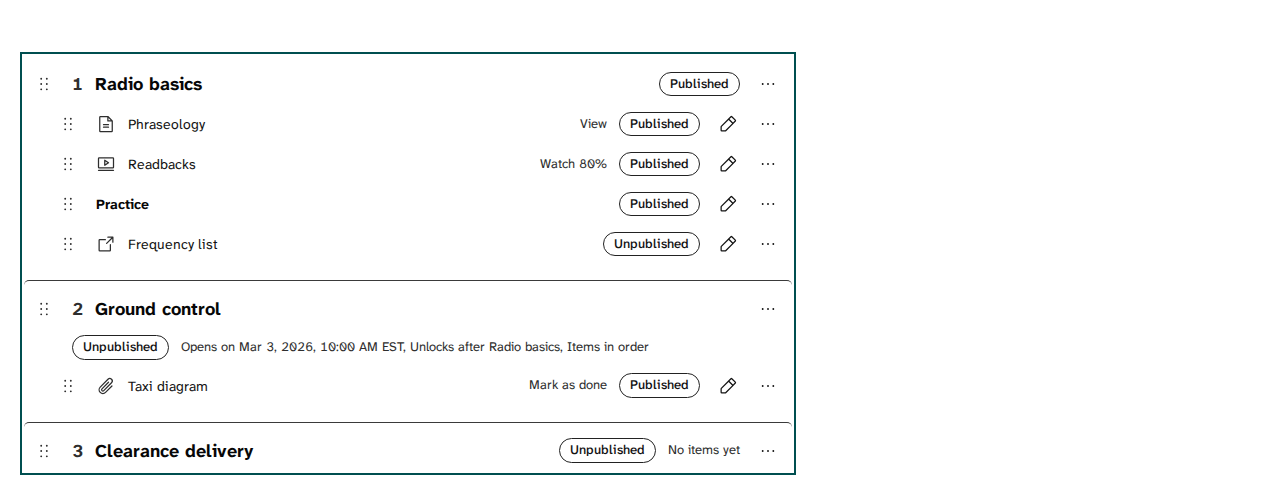 1 Radio basics Published
Phraseology View Published
Readbacks Watch 80% Published
Practice Published
Frequency list Unpublished
2 Ground control
Unpublished Opens on Mar 3, 2026, 10:00 AM EST, Unlocks after Radio basics, Items in order
Taxi diagram Mark as done Published
3 Clearance delivery Unpublished No items yet